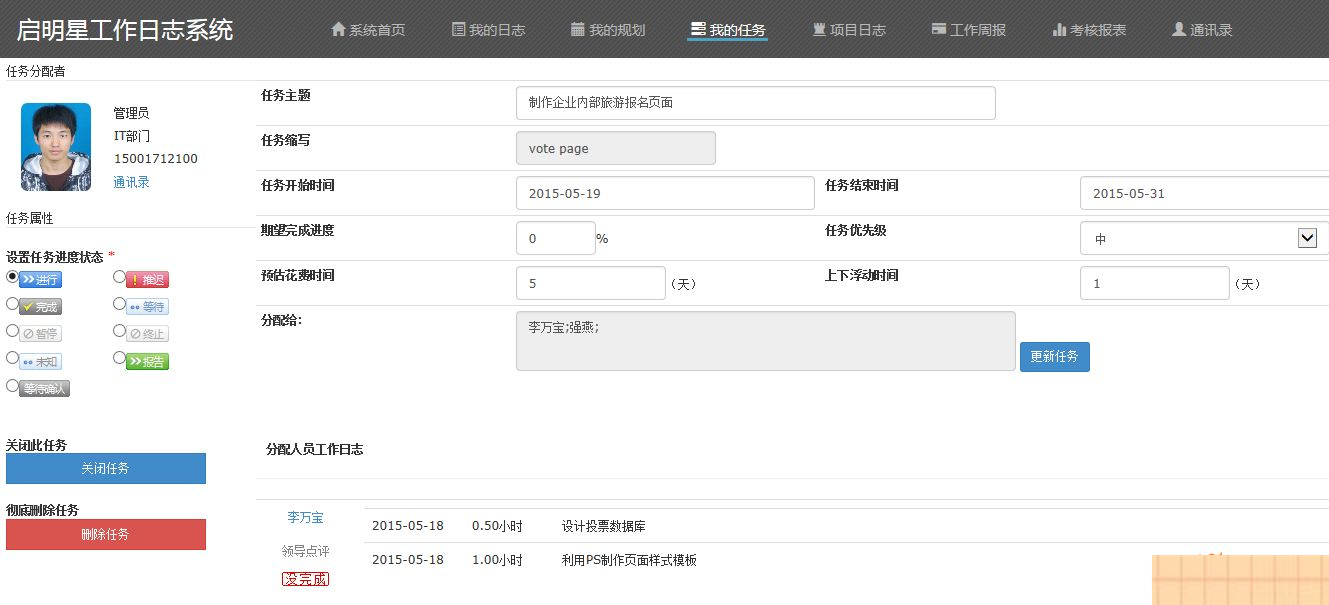 启明星工作日志系统 系统首页 我的日志 我的规划 我的任务 项目日志 工作周报 考核报表 通讯录
任务分配者
管理员
IT部门
15001712100
通讯录
任务属性
设置任务进度状态 *
进行 推迟
完成 等待
暂停 终止
未知 报告
等待确认
关闭此任务
关闭任务
彻底删除任务
删除任务
任务主题 制作企业内部旅游报名页面
任务缩写 vote page
任务开始时间 2015-05-19 任务结束时间 2015-05-31
期望完成进度 0 % 任务优先级 中
预估花费时间 5 (天) 上下浮动时间 1 (天)
分配给: 李万宝;强燕;
更新任务
分配人员工作日志
李万宝
领导点评
没完成
2015-05-18 0.50小时 设计投票数据库
2015-05-18 1.00小时 利用PS制作页面样式模板